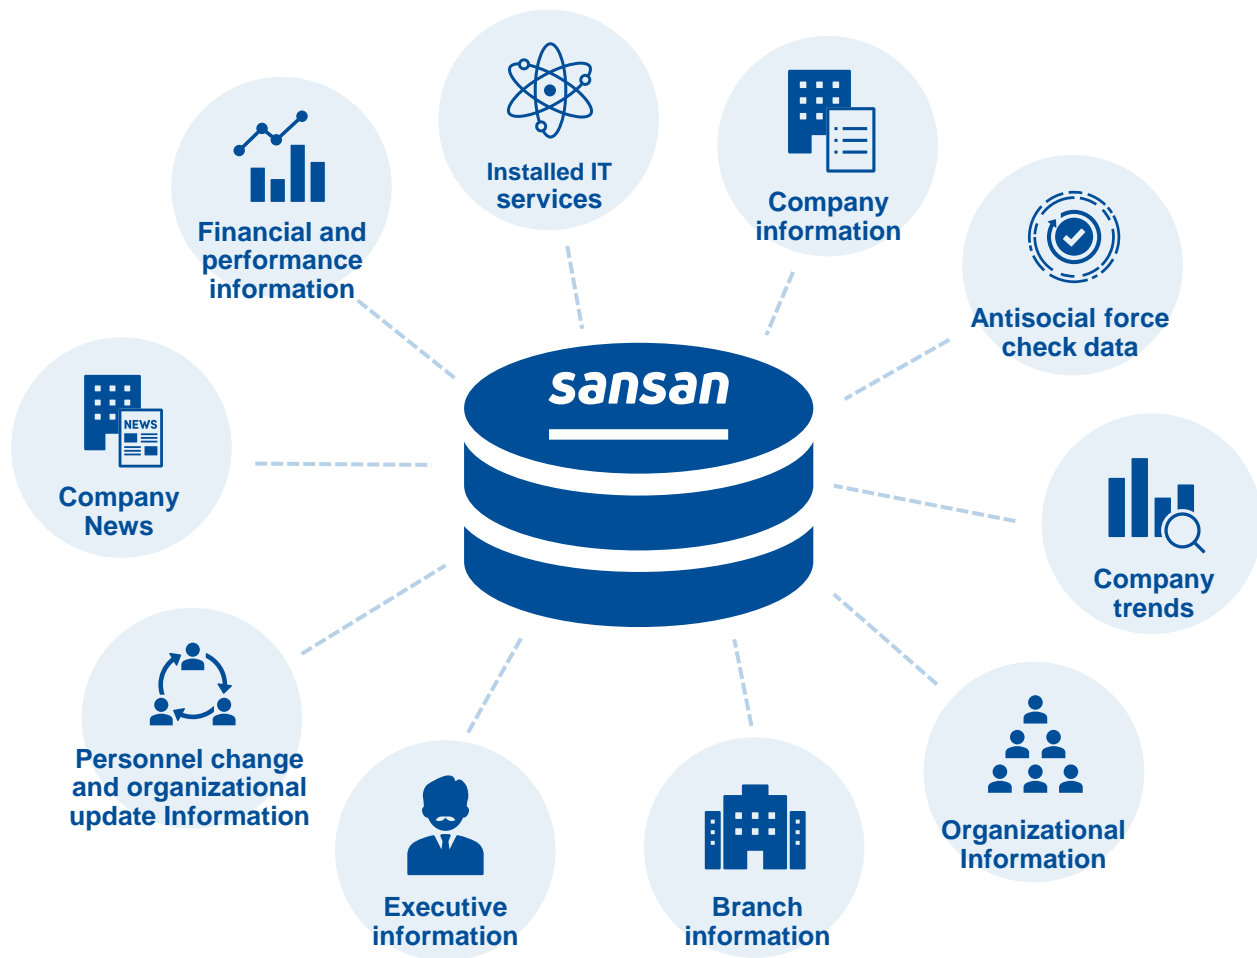 Installed IT
services
Company
information
Financial and
performance
information
Antisocial force
check data
sansan
NEWS
Company
News
Company
trends
Personnel change
and organizational
update Information
Organizational
Information
Executive
information
Branch
information